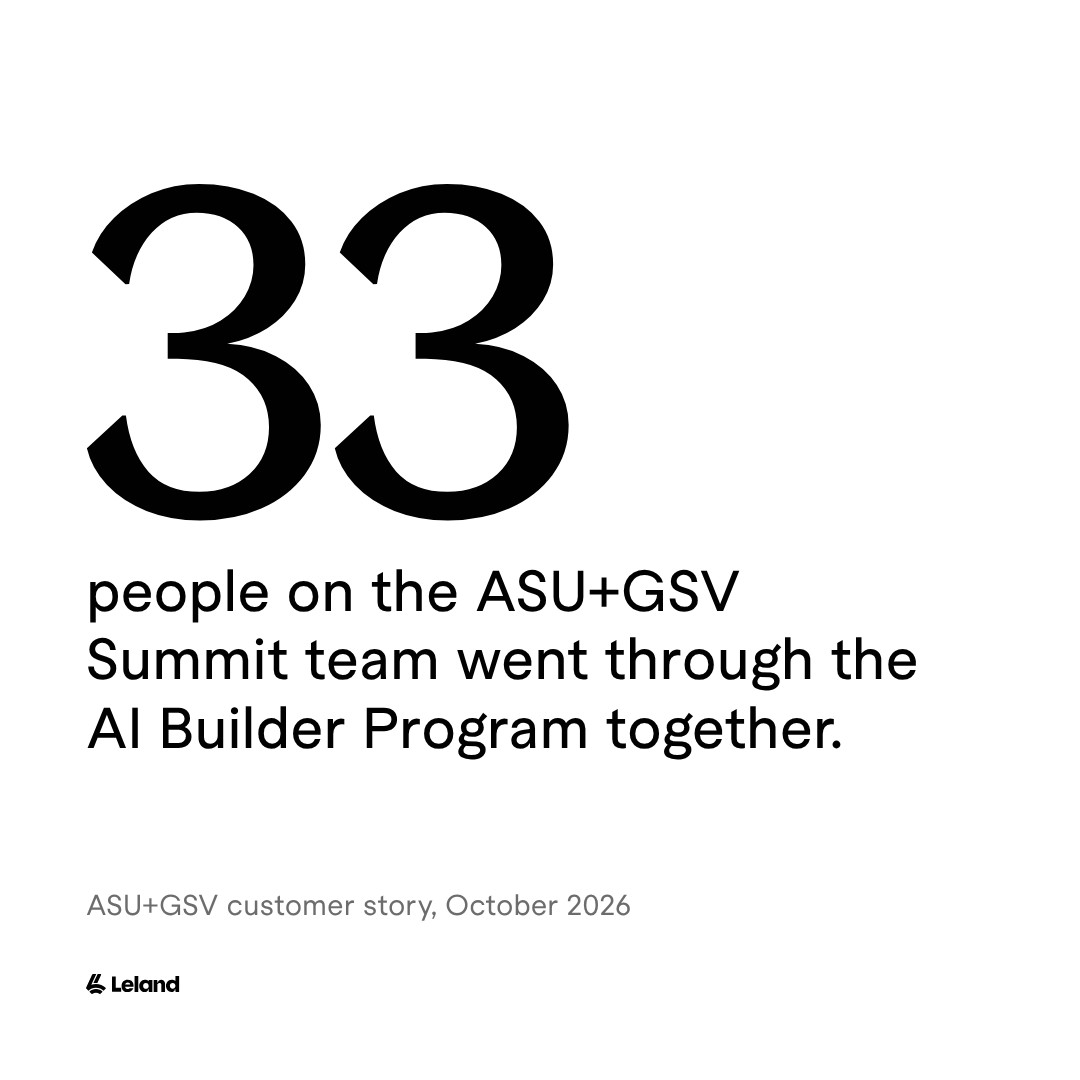 33
people on the ASU+GSV
Summit team went through the
AI Builder Program together.
ASU+GSV customer story, October 2026
Leland